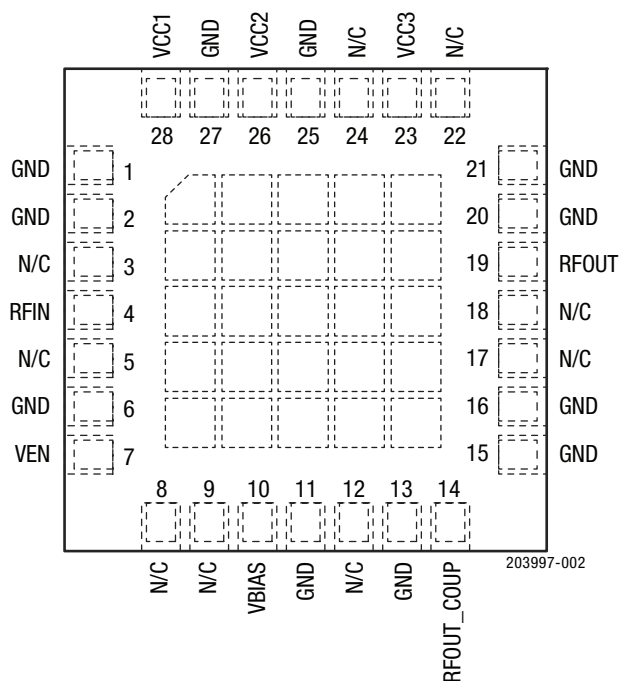 VCC1 GND VCC2 GND N/C VCC3 N/C
28 27 26 25 24 23 22
GND 1 21 GND
GND 2 20 GND
N/C 3 19 RFOUT
RFIN 4 18 N/C
N/C 5 17 N/C
GND 6 16 GND
VEN 7 15 GND
8 9 10 11 12 13 14
N/C N/C VBIAS GND N/C GND RFOUT_COUP
203997-002